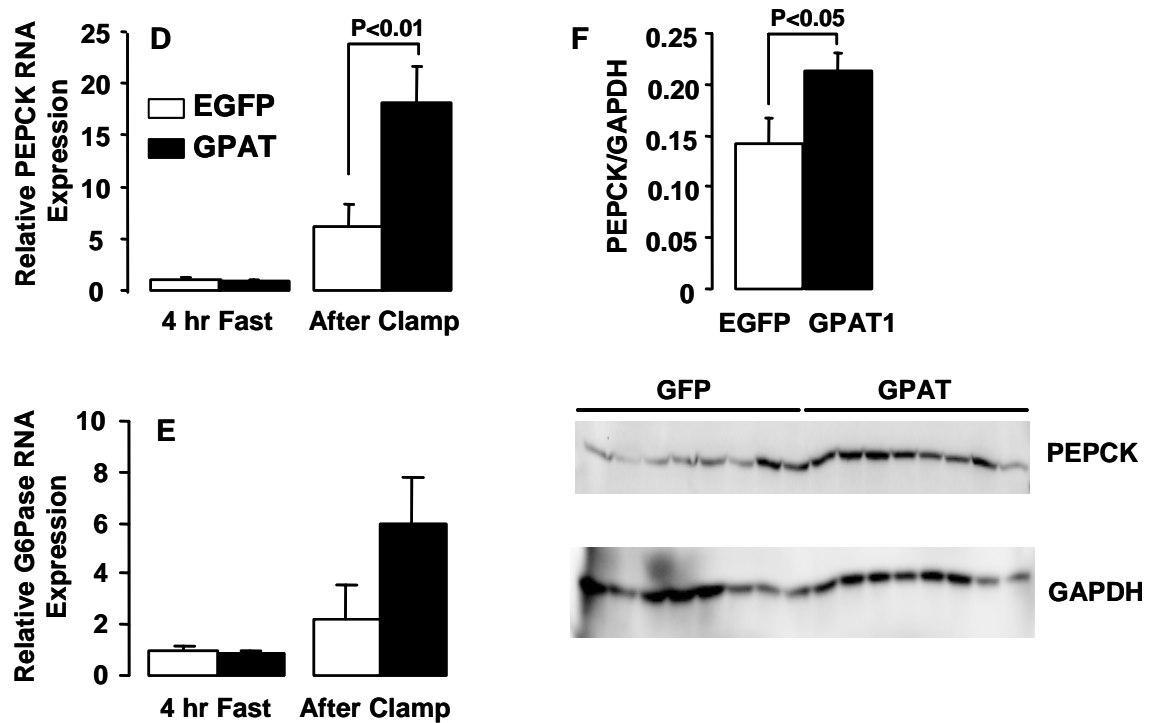 D
P<0.01
25
20
15
10
5
0
Relative PEPCK RNA
Expression
EGFP
GPAT
4 hr Fast
After Clamp
F
P<0.05
0.25
0.20
0.15
0.10
0.05
0
PEPCK/GAPDH
EGFP
GPAT1
E
10
8
6
4
2
0
Relative G6Pase RNA
Expression
4 hr Fast
After Clamp
GFP
GPAT
PEPCK
GAPDH